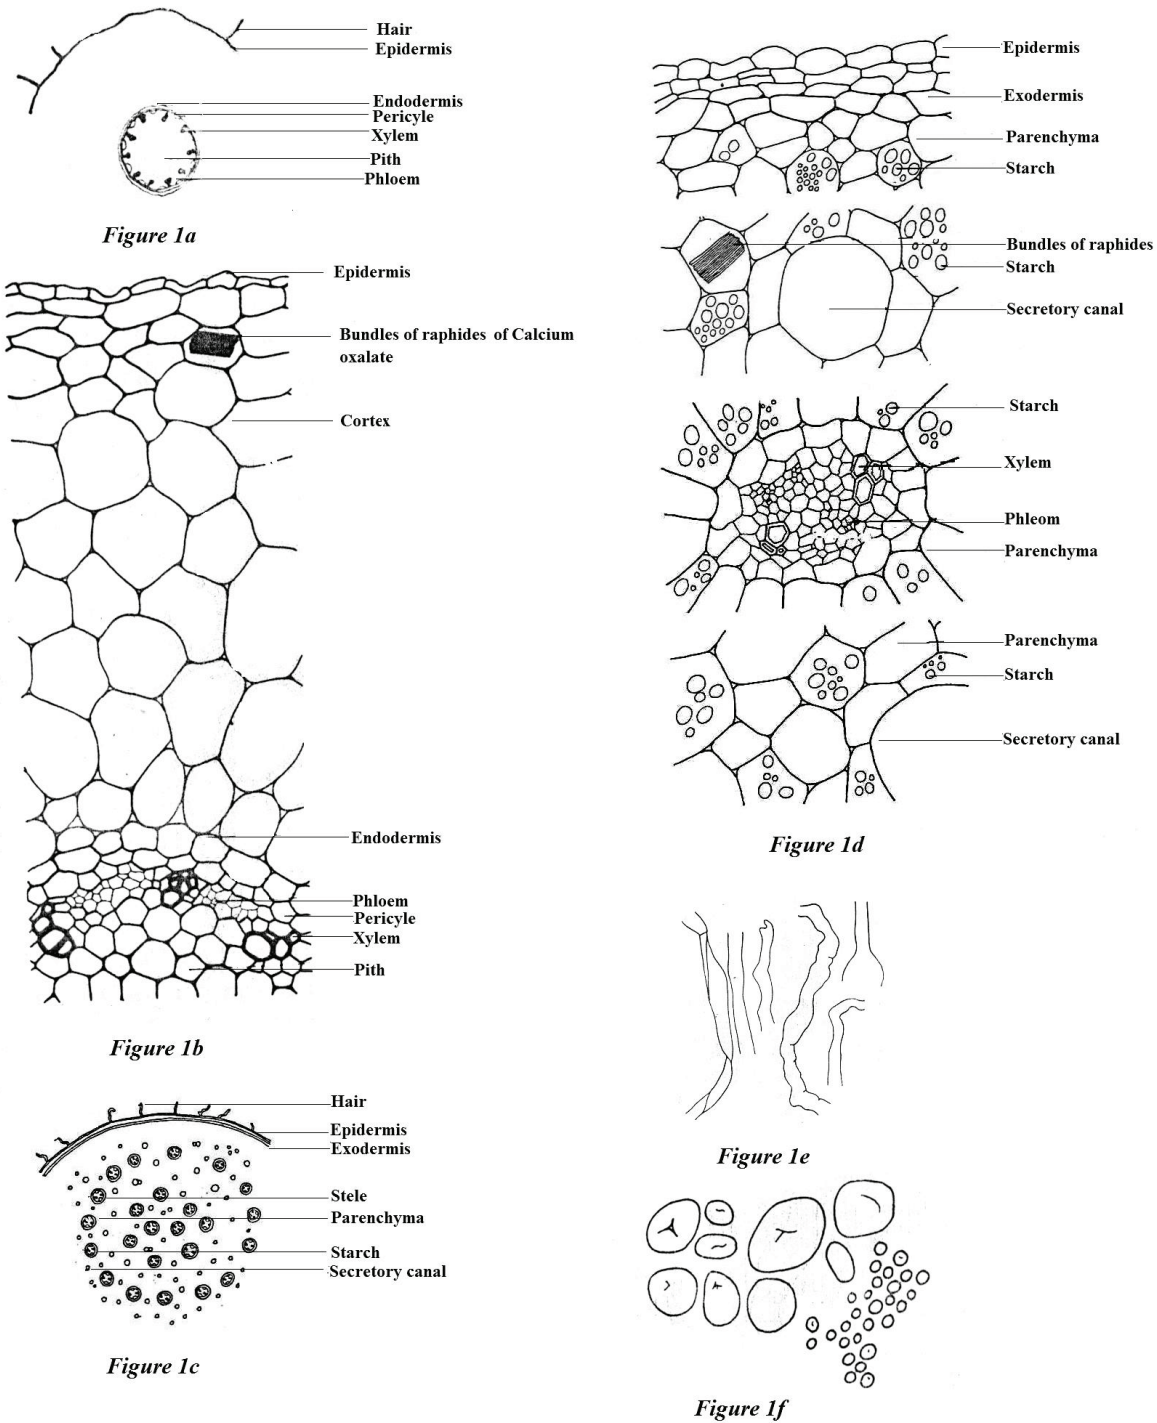 Hair
Epidermis
Endodermis
Pericyle
Xylem
Pith
Phloem
Figure 1a
Epidermis
Bundles of raphides of Calcium
oxalate
Cortex
Endodermis
Phloem
Pericyle
Xylem
Pith
Figure 1b
Hair
Epidermis
Exodermis
Stele
Parenchyma
Starch
Secretory canal
Figure 1c
Epidermis
Exodermis
Parenchyma
Starch
Bundles of raphides
Starch
Secretory canal
Starch
Xylem
Phleom
Parenchyma
Parenchyma
Starch
Secretory canal
Figure 1d
Figure 1e
Figure 1f